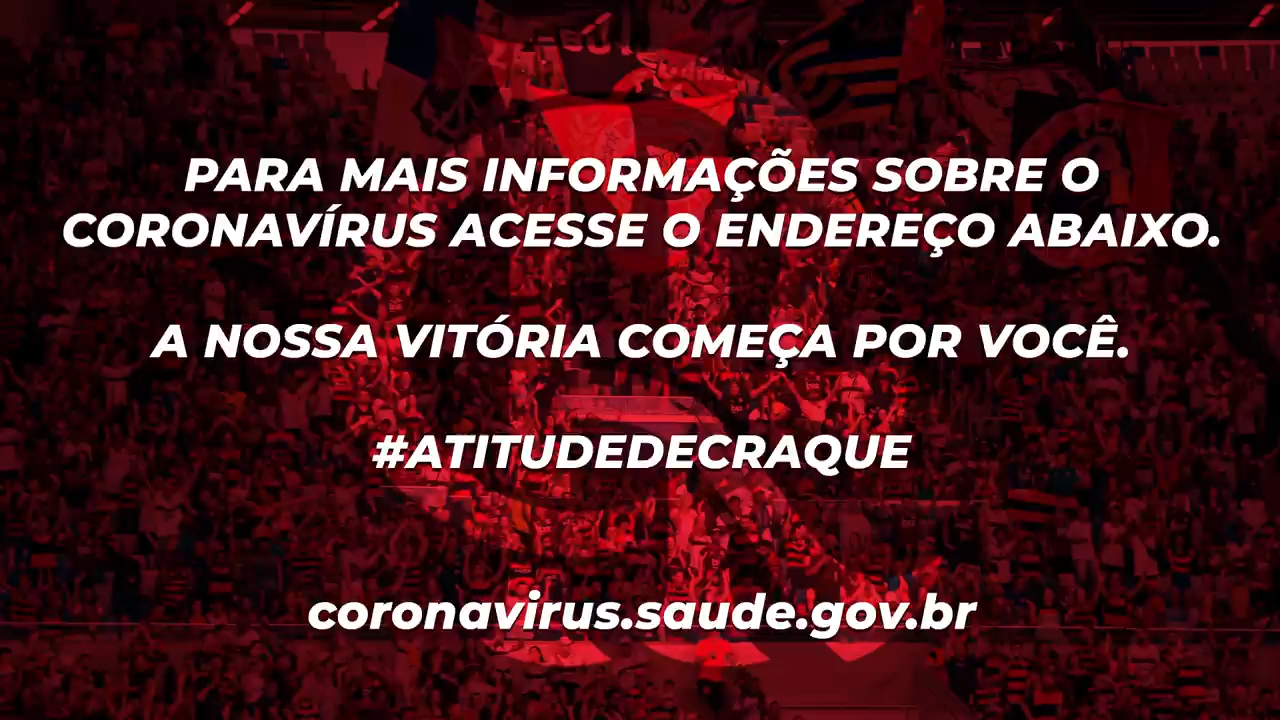 PARA MAIS INFORMAÇÕES SOBRE O
CORONAVÍRUS ACESSE O ENDEREÇO ABAIXO.
A NOSSA VITÓRIA COMEÇA POR VOCÊ.
#ATITUDEDECRAQUE
coronavirus.saude.gov.br